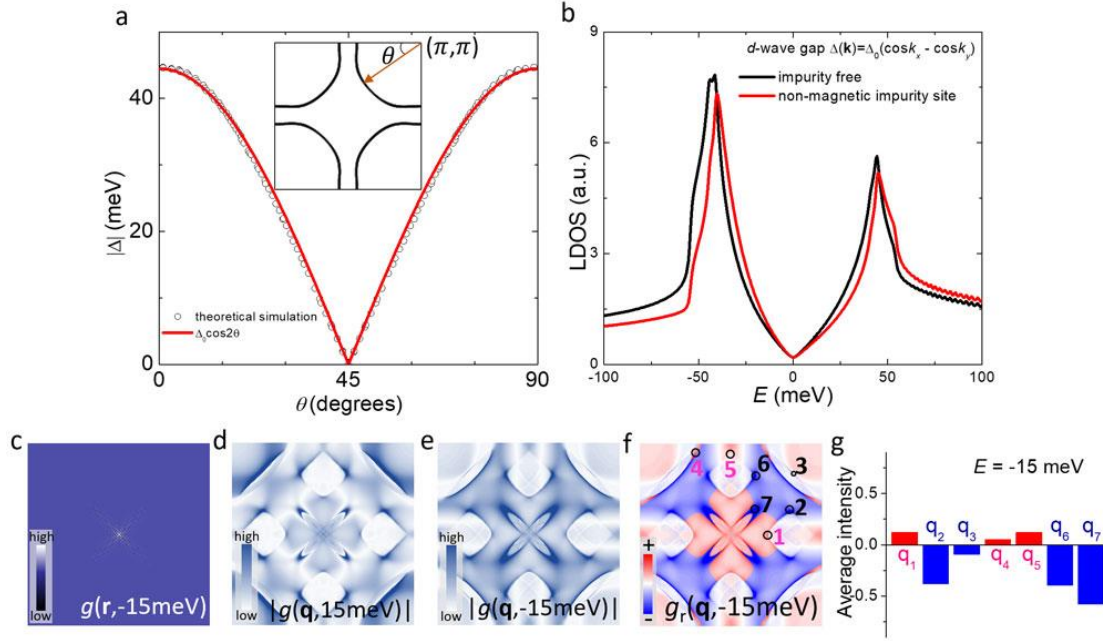 a
|Δ| (meV)
40
20
0
0
45
90
θ(degrees)
θ
(π,π)
theoretical simulation
Δ₀cos2θ
b
LDOS (a.u.)
9
6
3
0
-100
-50
0
50
100
E (meV)
d-wave gap Δ(k)=Δ₀(coskₓ - cosk_y)
impurity free
non-magnetic impurity site
c
high
low
g(r,-15meV)
d
high
low
|g(q,15meV)|
e
high
low
|g(q,-15meV)|
f
4
5
6
3
7
2
1
+
-
gᵣ(q,-15meV)
g
E = -15 meV
Average intensity
0.5
0.0
-0.5
q₁
q₂
q₃
q₄
q₅
q₆
q₇